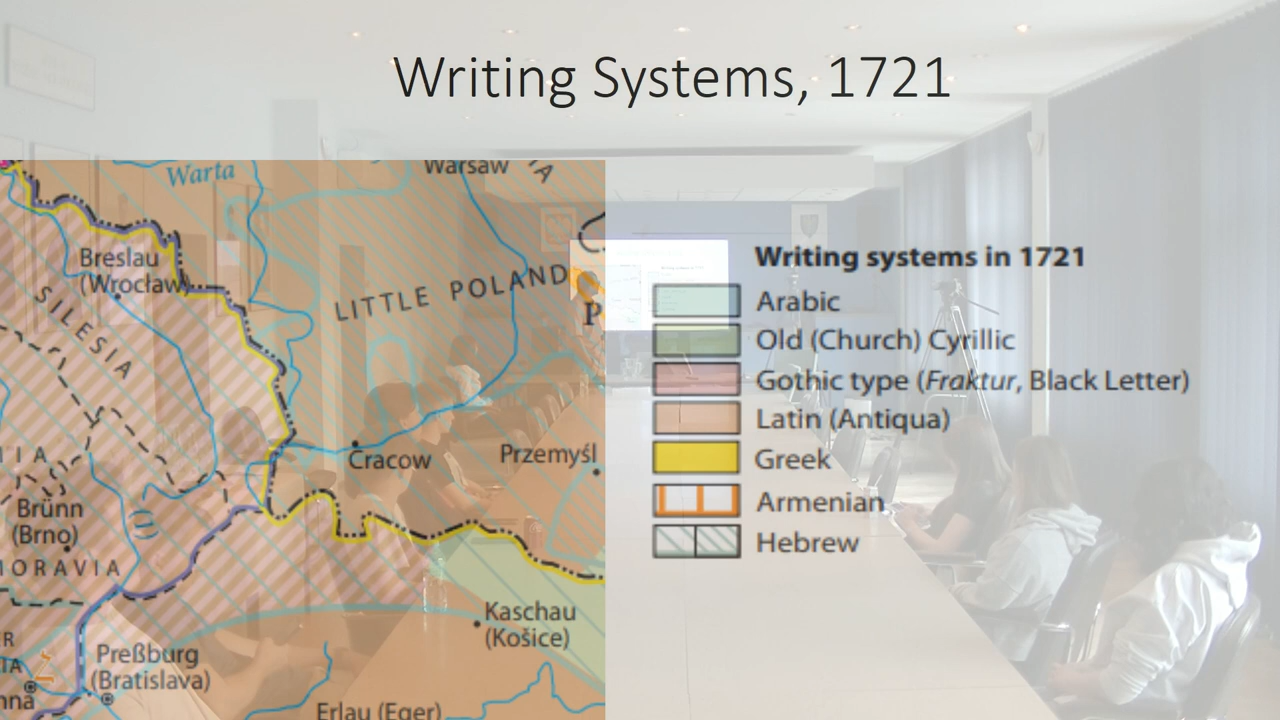 Writing Systems, 1721
Warta
Warsaw
Breslau
(Wrocław)
SILESIA
LITTLE POLAND
Cracow
Przemyśl
Brünn
(Brno)
MORAVIA
Kaschau
(Košice)
Preßburg
(Bratislava)
Erlau (Eger)
Writing systems in 1721
Arabic
Old (Church) Cyrillic
Gothic type (Fraktur, Black Letter)
Latin (Antiqua)
Greek
Armenian
Hebrew